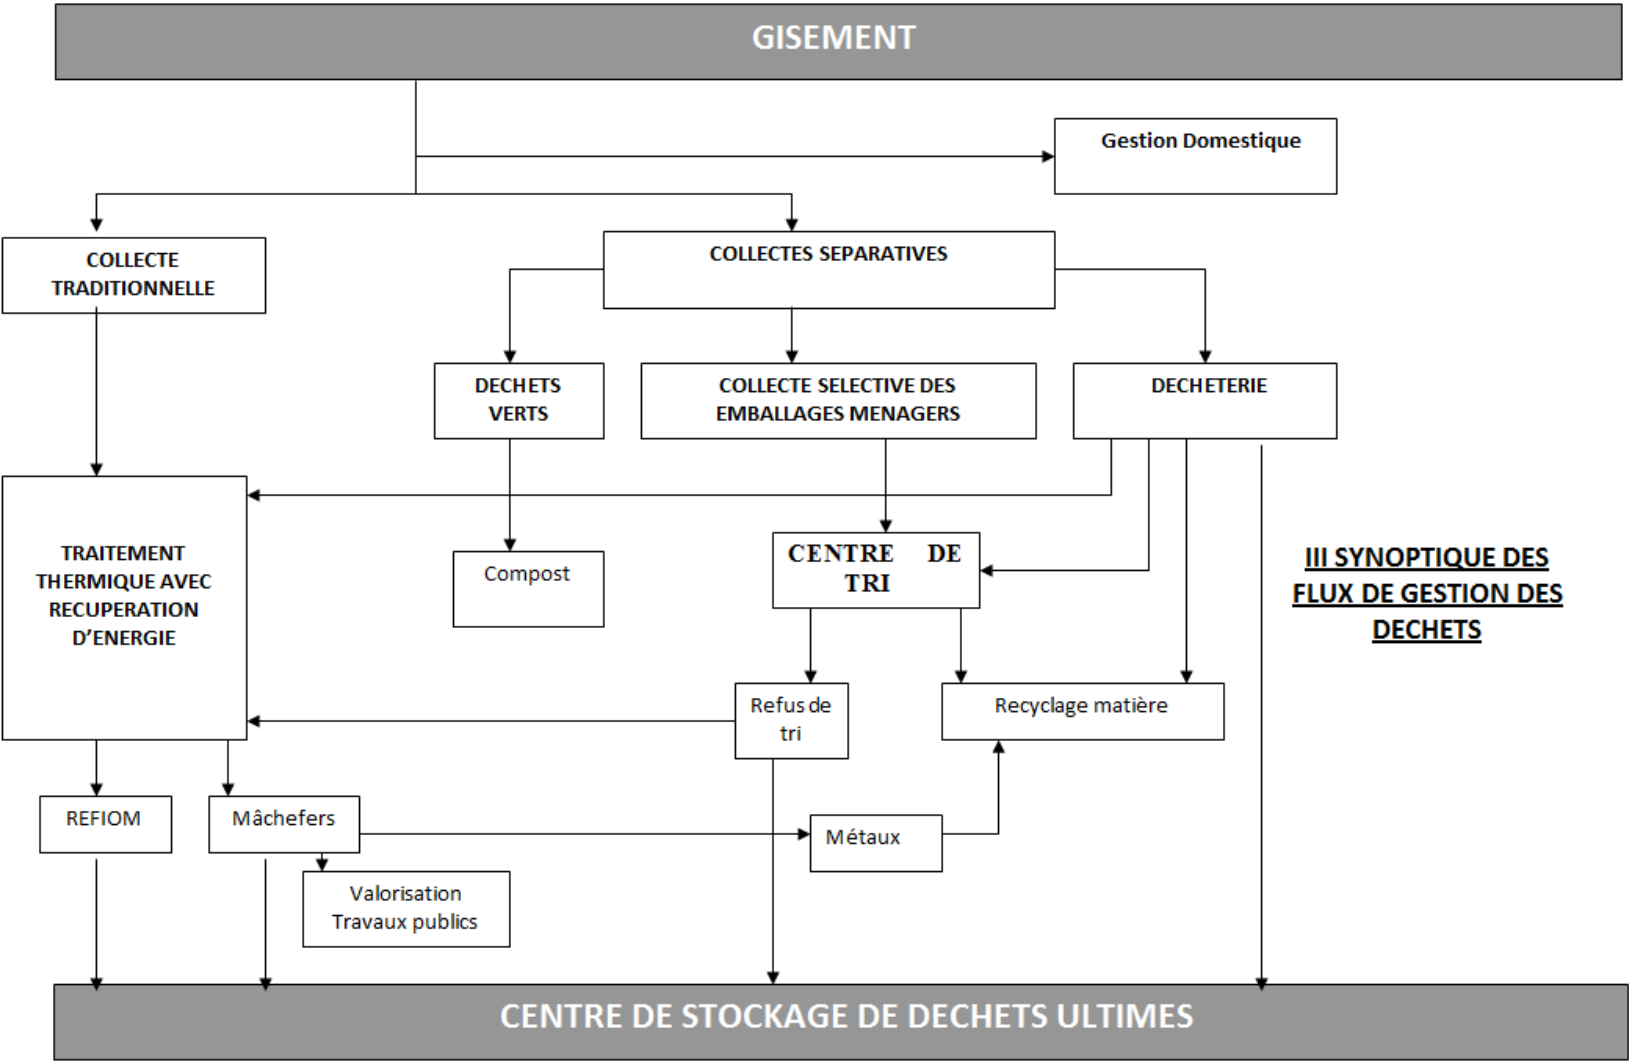 GISEMENT
Gestion Domestique
COLLECTE
TRADITIONNELLE
COLLECTES SEPARATIVES
DECHETS
VERTS
COLLECTE SELECTIVE DES
EMBALLAGES MENAGERS
DECHETERIE
TRAITEMENT
THERMIQUE AVEC
RECUPERATION
D'ENERGIE
Compost
CENTRE DE
TRI
III SYNOPTIQUE DES
FLUX DE GESTION DES
DECHETS
Refus de
tri
Recyclage matière
REFIOM
Mâchefers
Métaux
Valorisation
Travaux publics
CENTRE DE STOCKAGE DE DECHETS ULTIMES